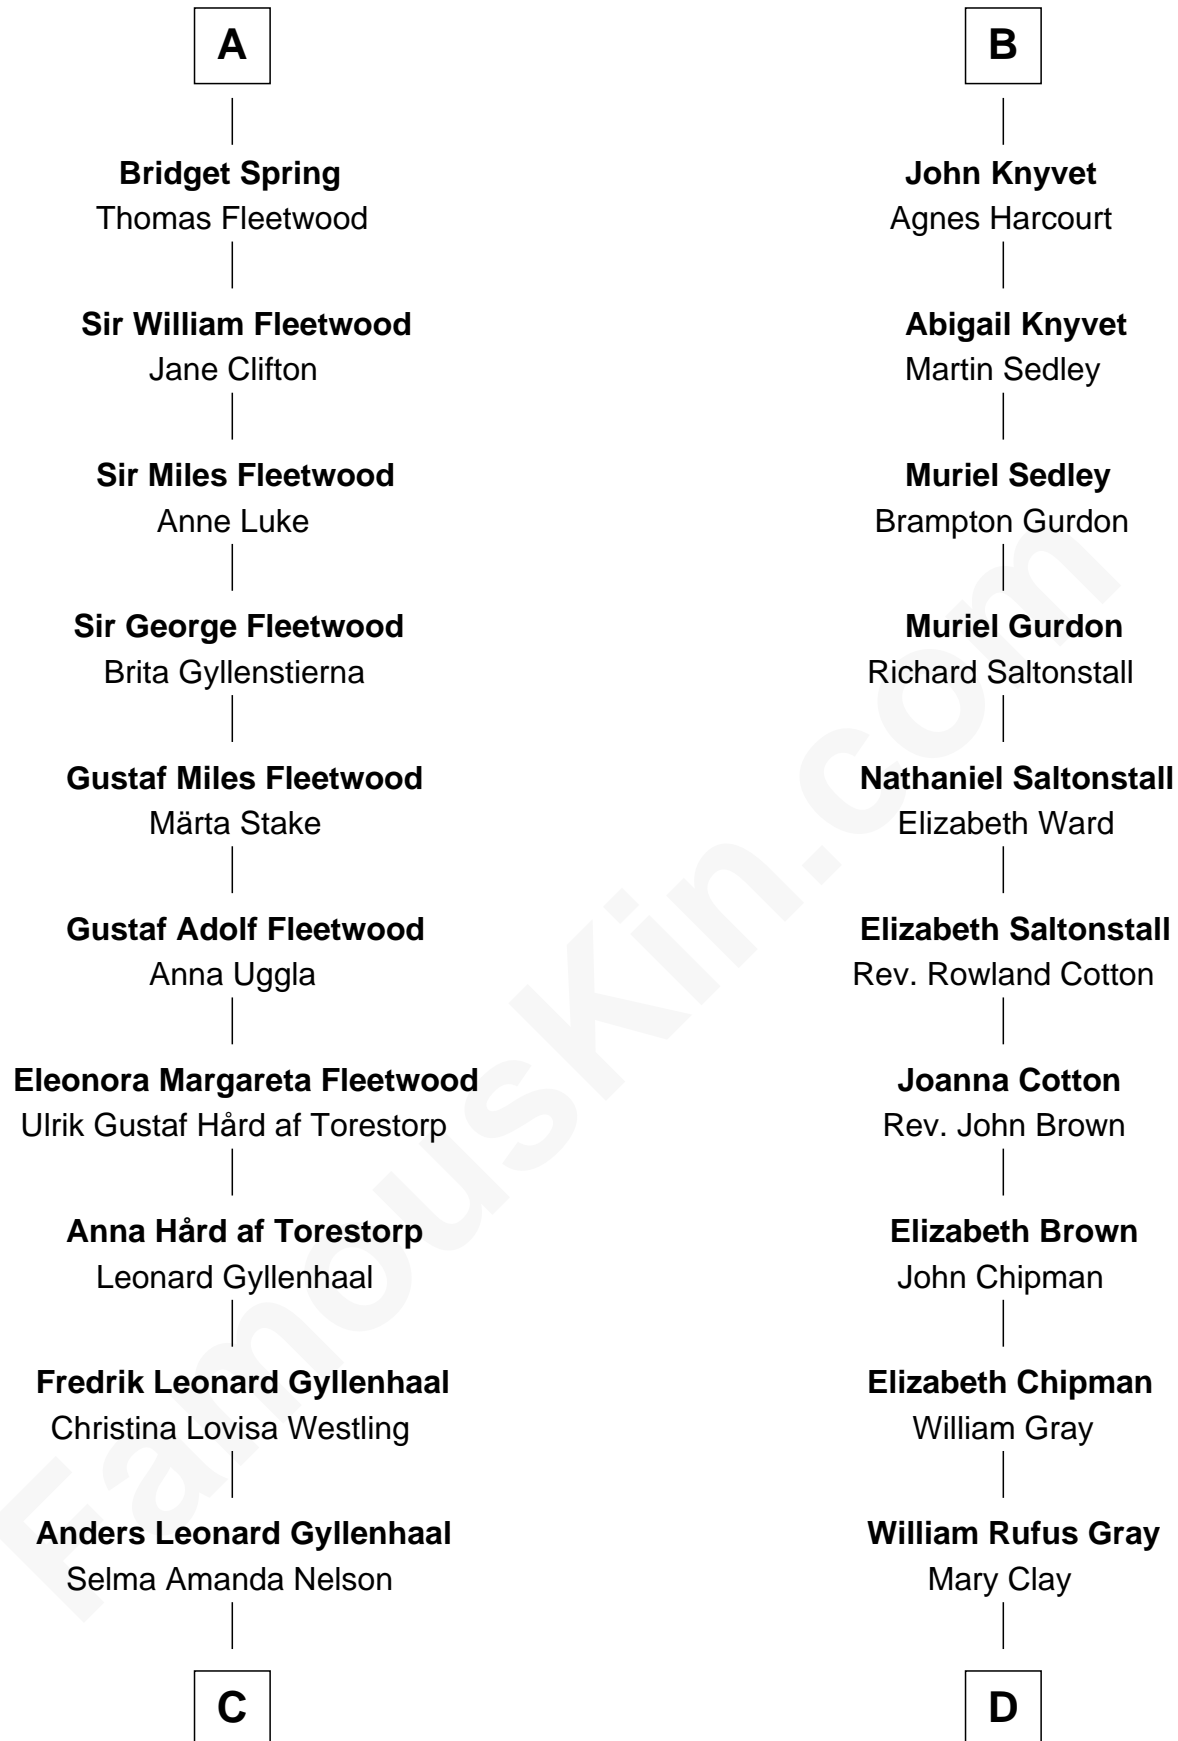 A
Bridget Spring
Thomas Fleetwood
Sir William Fleetwood
Jane Clifton
Sir Miles Fleetwood
Anne Luke
Sir George Fleetwood
Brita Gyllenstierna
Gustaf Miles Fleetwood
Märta Stake
Gustaf Adolf Fleetwood
Anna Uggla
Eleonora Margareta Fleetwood
Ulrik Gustaf Hård af Torestorp
Anna Hård af Torestorp
Leonard Gyllenhaal
Fredrik Leonard Gyllenhaal
Christina Lovisa Westling
Anders Leonard Gyllenhaal
Selma Amanda Nelson
C
B
John Knyvet
Agnes Harcourt
Abigail Knyvet
Martin Sedley
Muriel Sedley
Brampton Gurdon
Muriel Gurdon
Richard Saltonstall
Nathaniel Saltonstall
Elizabeth Ward
Elizabeth Saltonstall
Rev. Rowland Cotton
Joanna Cotton
Rev. John Brown
Elizabeth Brown
John Chipman
Elizabeth Chipman
William Gray
William Rufus Gray
Mary Clay
D
FamousKin.com